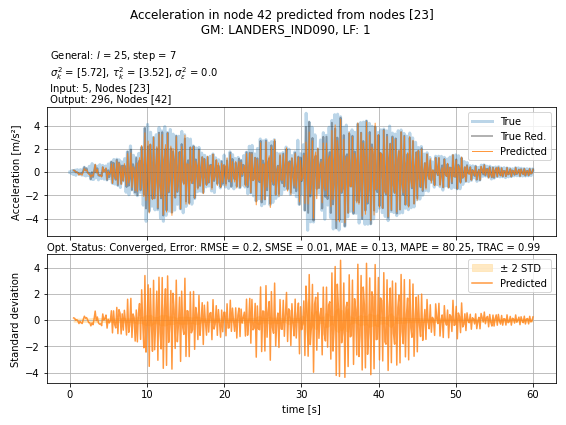 Acceleration in node 42 predicted from nodes [23]
GM: LANDERS_IND090, LF: 1
General: l = 25, step = 7
σ²ₖ = [5.72], τ²ₖ = [3.52], σ²ε = 0.0
Input: 5, Nodes [23]
Output: 296, Nodes [42]
Acceleration [m/s²]
4
2
0
−2
−4
True
True Red.
Predicted
Opt. Status: Converged, Error: RMSE = 0.2, SMSE = 0.01, MAE = 0.13, MAPE = 80.25, TRAC = 0.99
Standard deviation
4
2
0
−2
−4
± 2 STD
Predicted
0 10 20 30 40 50 60
time [s]